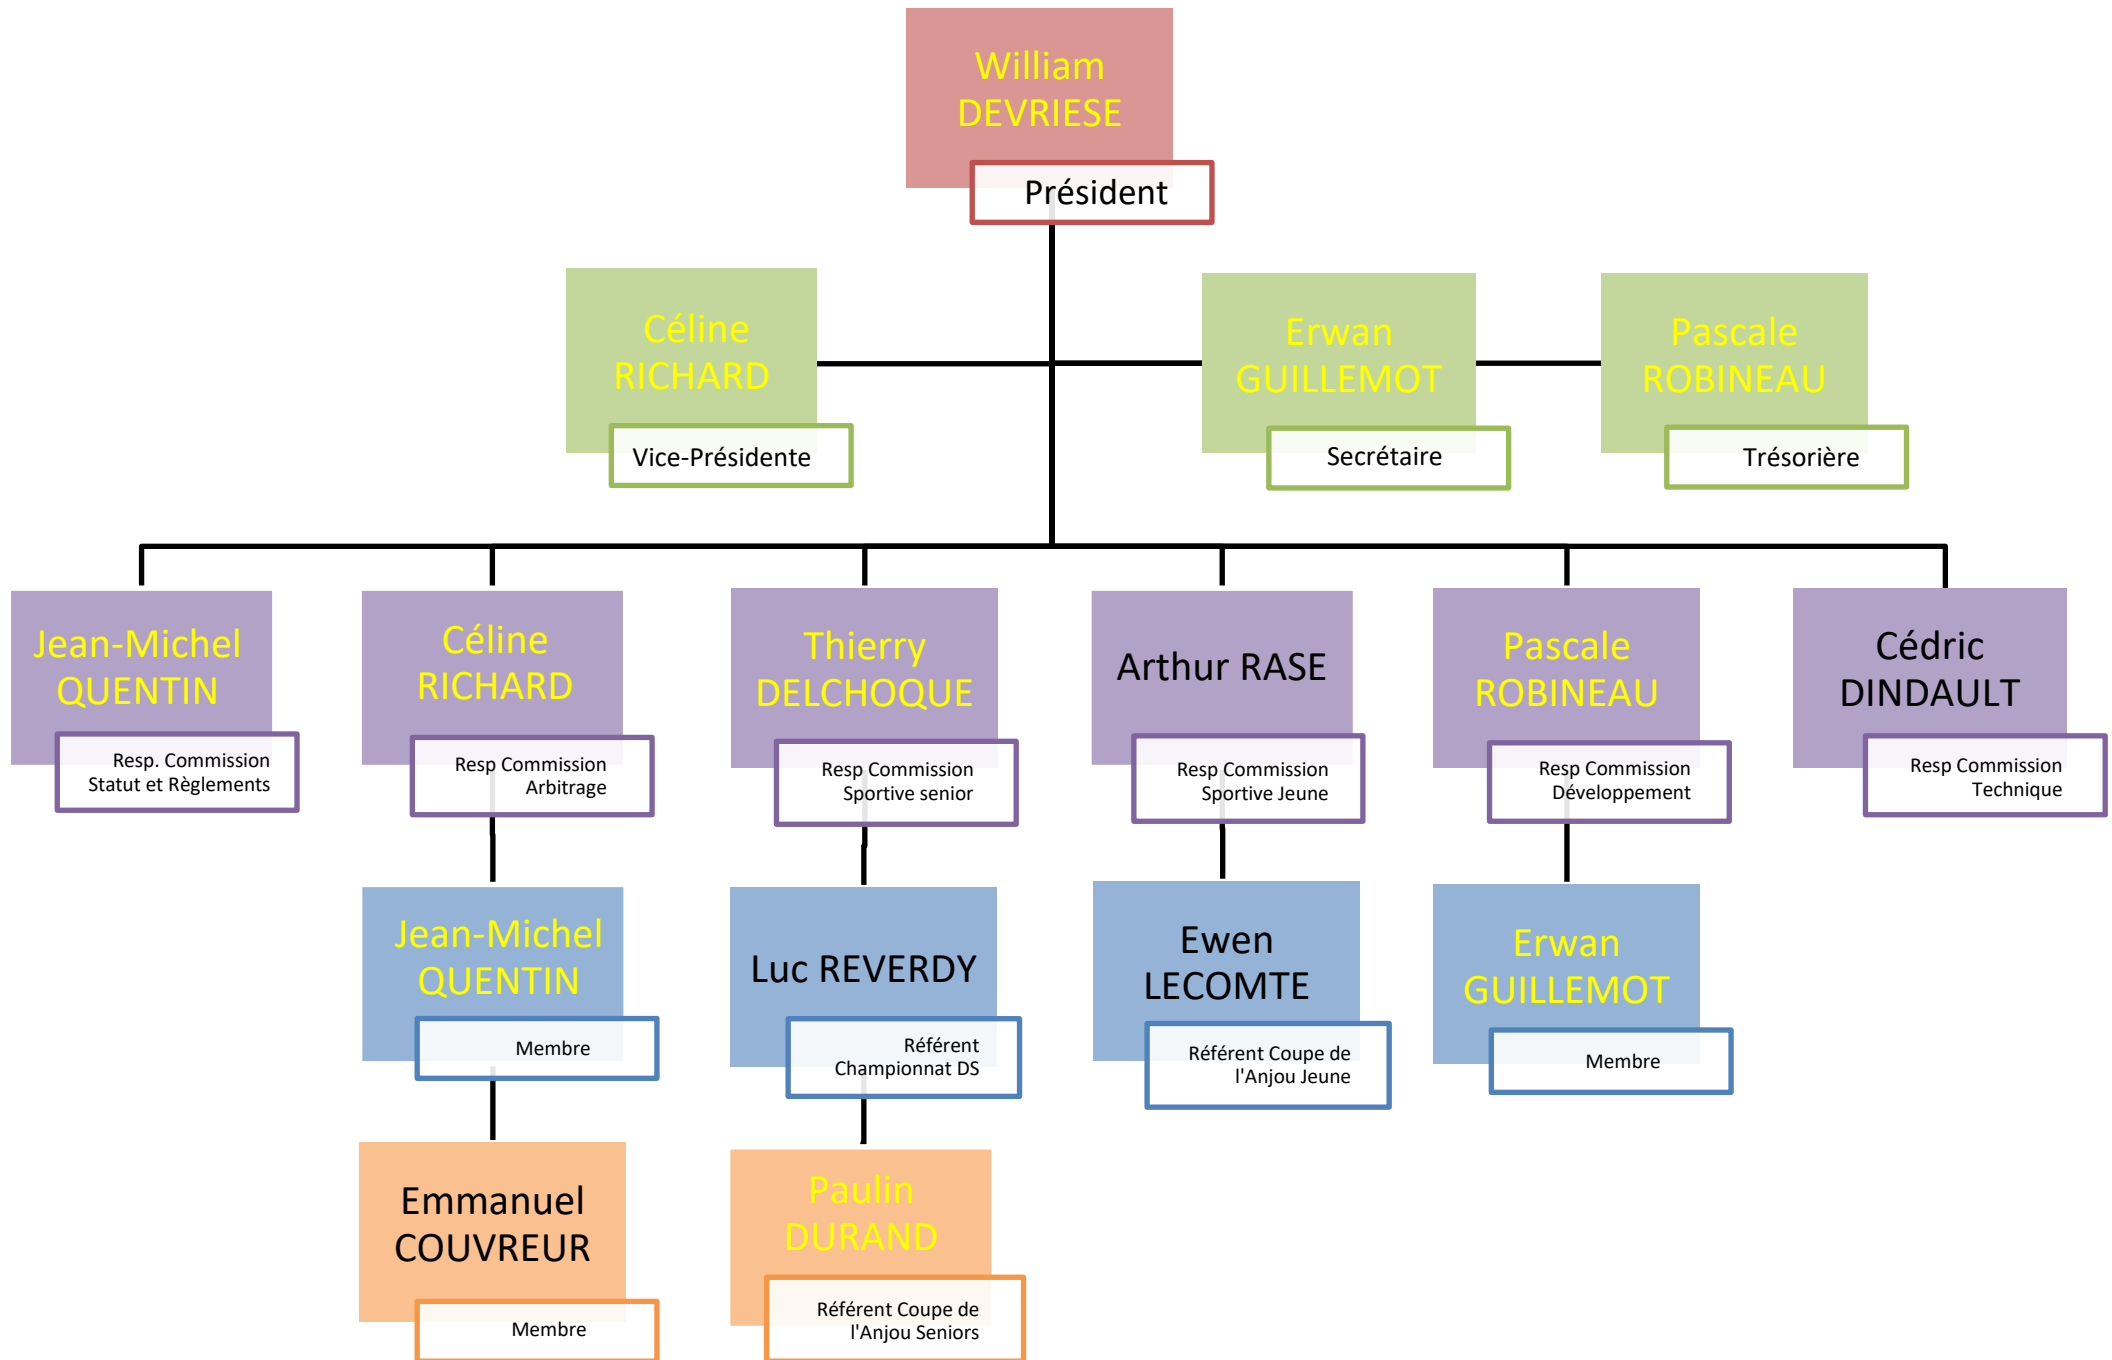 William
DEVRIESE
Président
Céline
RICHARD
Vice-Présidente
Erwan
GUILLEMOT
Secrétaire
Pascale
ROBINEAU
Trésorière
Jean-Michel
QUENTIN
Resp. Commission
Statut et Règlements
Céline
RICHARD
Resp Commission
Arbitrage
Thierry
DELCHOQUE
Resp Commission
Sportive senior
Arthur RASE
Resp Commission
Sportive Jeune
Pascale
ROBINEAU
Resp Commission
Développement
Cédric
DINDAULT
Resp Commission
Technique
Jean-Michel
QUENTIN
Membre
Luc REVERDY
Référent
Championnat DS
Ewen
LECOMTE
Référent Coupe de
l'Anjou Jeune
Erwan
GUILLEMOT
Membre
Emmanuel
COUVREUR
Membre
Paulin
DURAND
Référent Coupe de
l'Anjou Seniors